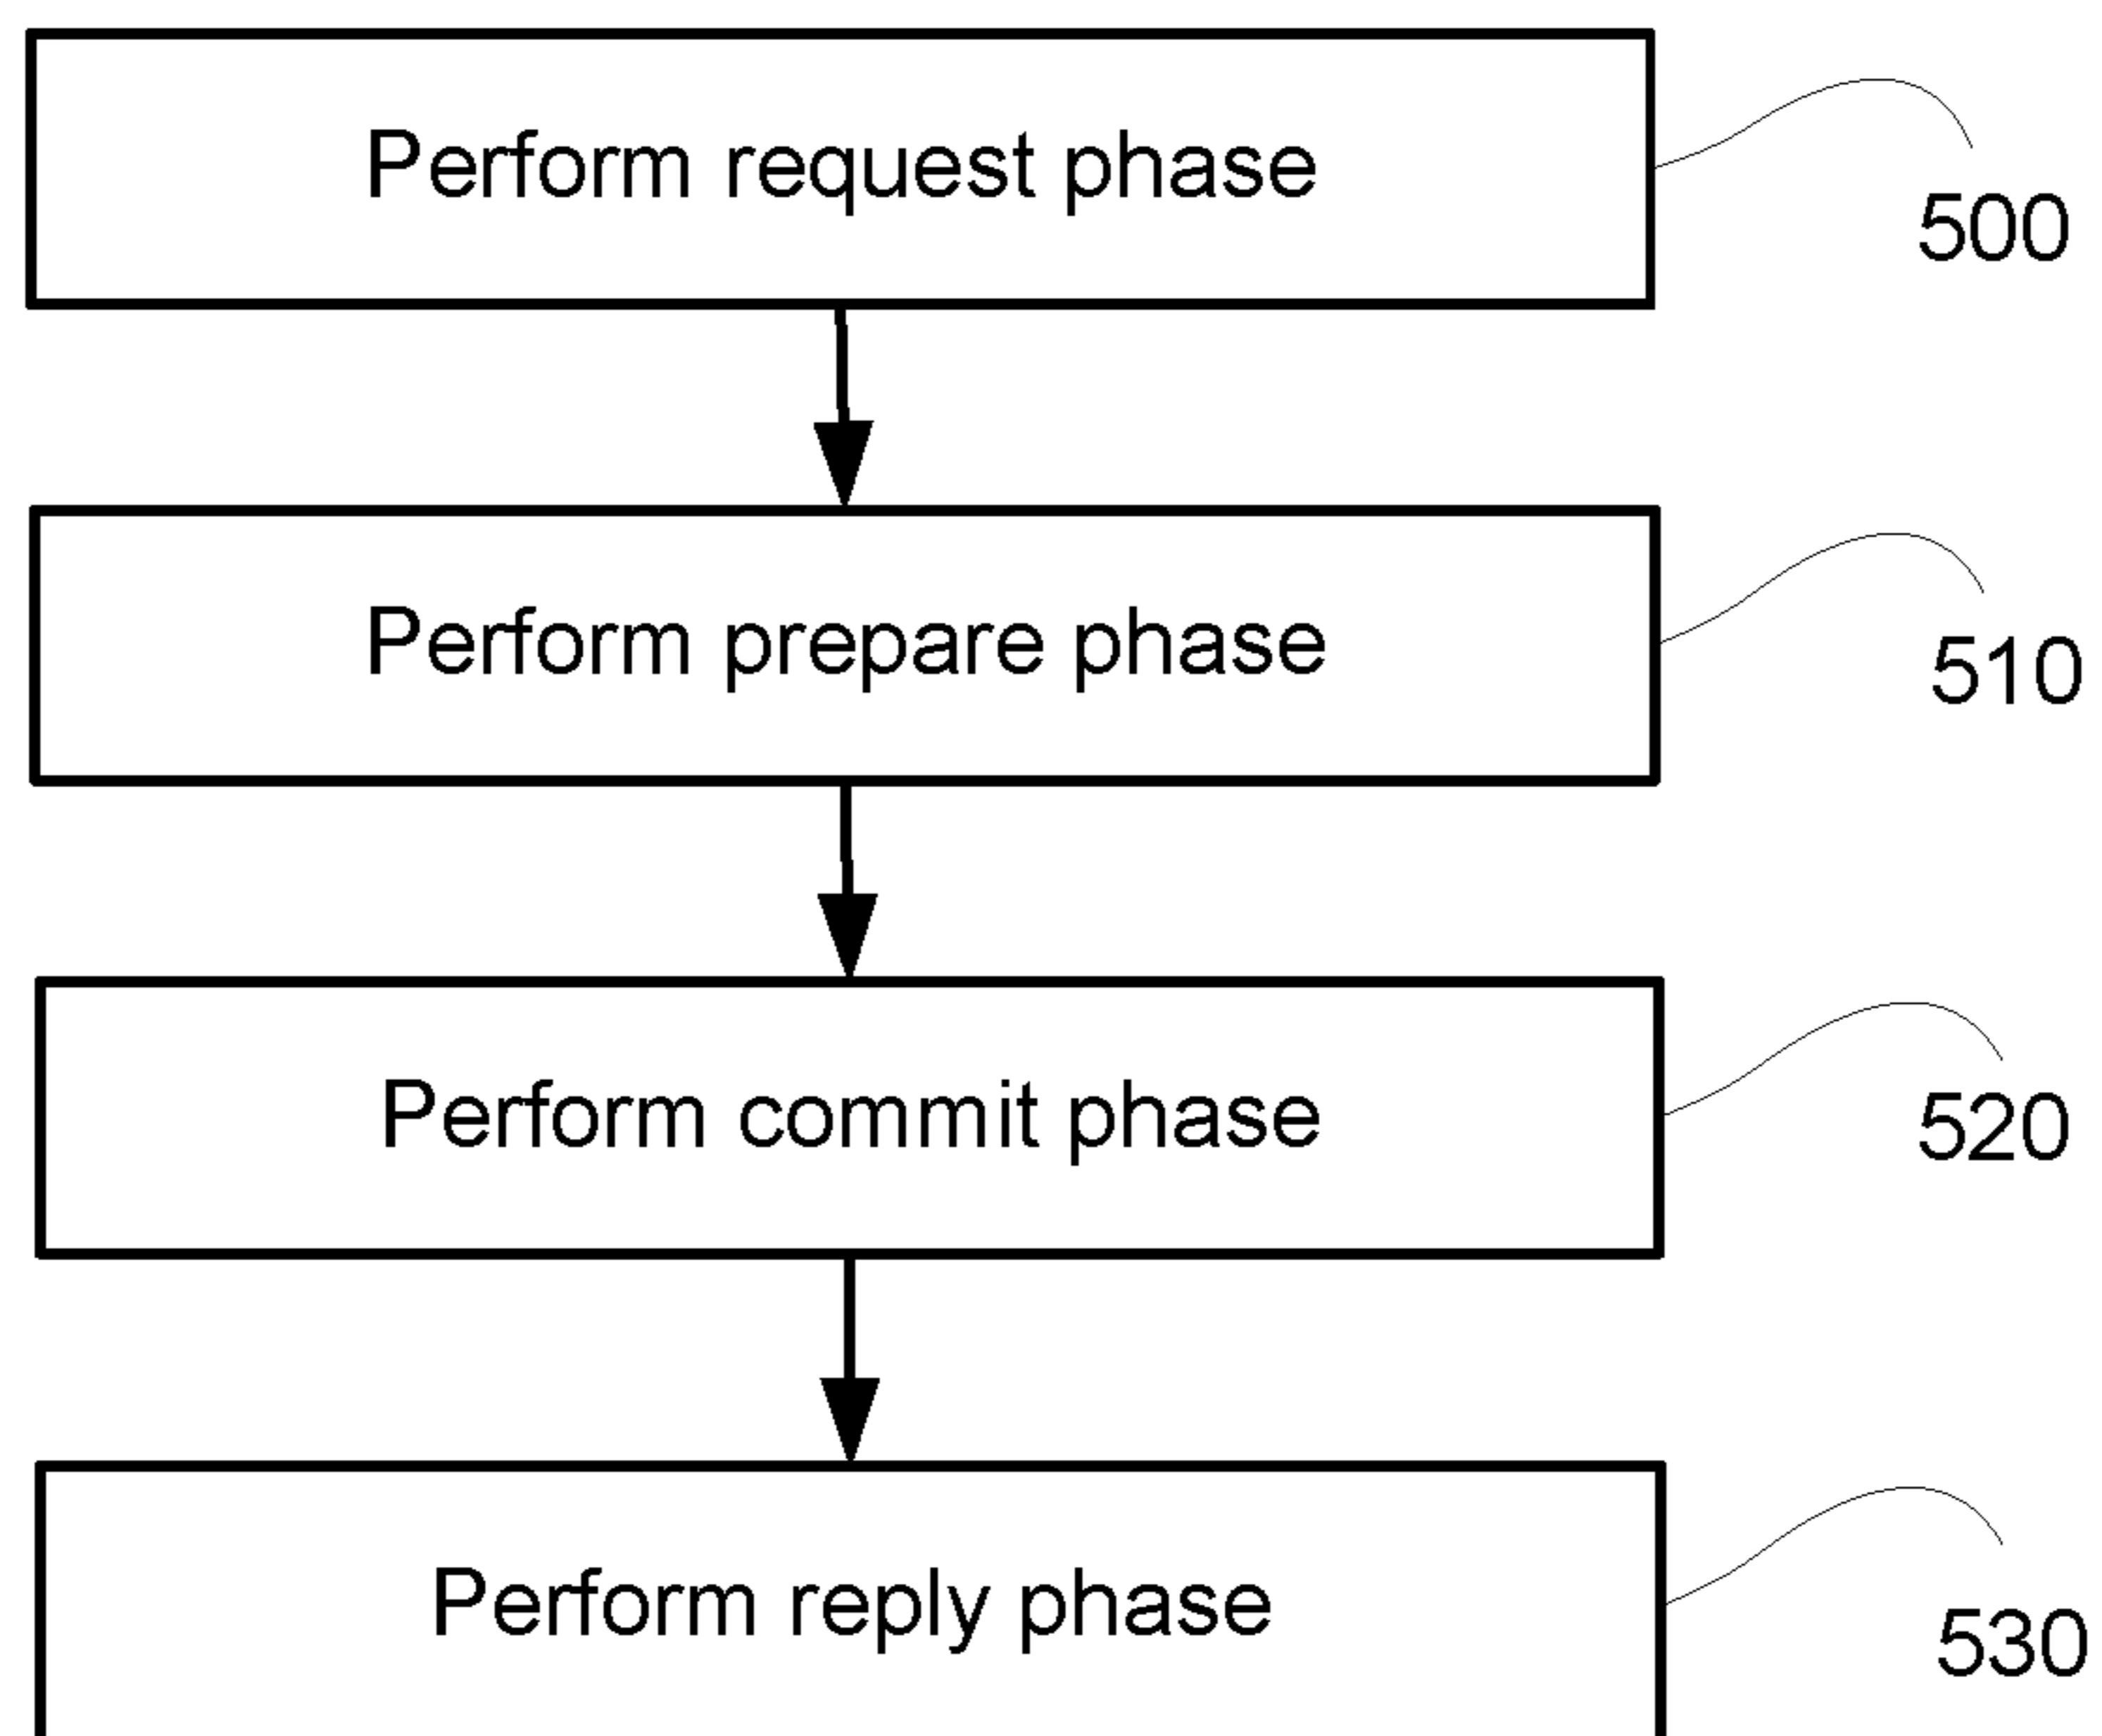 Perform request phase
500
Perform prepare phase
510
Perform commit phase
520
Perform reply phase
530